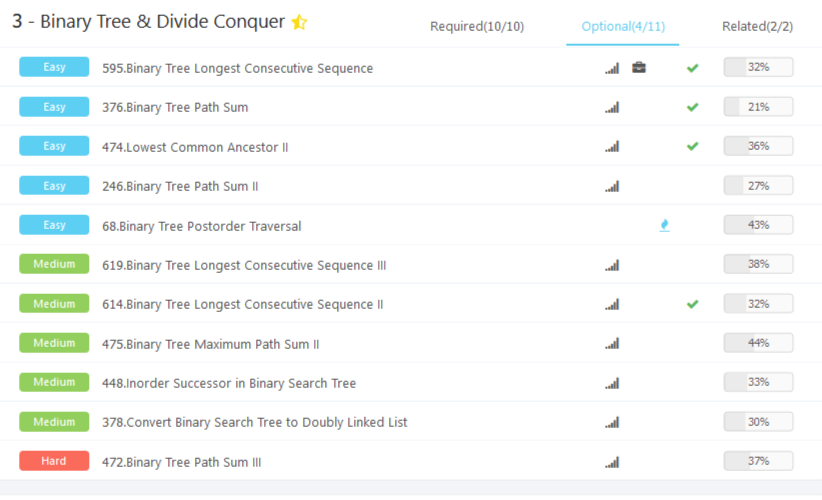 3 - Binary Tree & Divide Conquer Required(10/10) Optional(4/11) Related(2/2)
Easy 595.Binary Tree Longest Consecutive Sequence 32%
Easy 376.Binary Tree Path Sum 21%
Easy 474.Lowest Common Ancestor II 36%
Easy 246.Binary Tree Path Sum II 27%
Easy 68.Binary Tree Postorder Traversal 43%
Medium 619.Binary Tree Longest Consecutive Sequence III 38%
Medium 614.Binary Tree Longest Consecutive Sequence II 32%
Medium 475.Binary Tree Maximum Path Sum II 44%
Medium 448.Inorder Successor in Binary Search Tree 33%
Medium 378.Convert Binary Search Tree to Doubly Linked List 30%
Hard 472.Binary Tree Path Sum III 37%